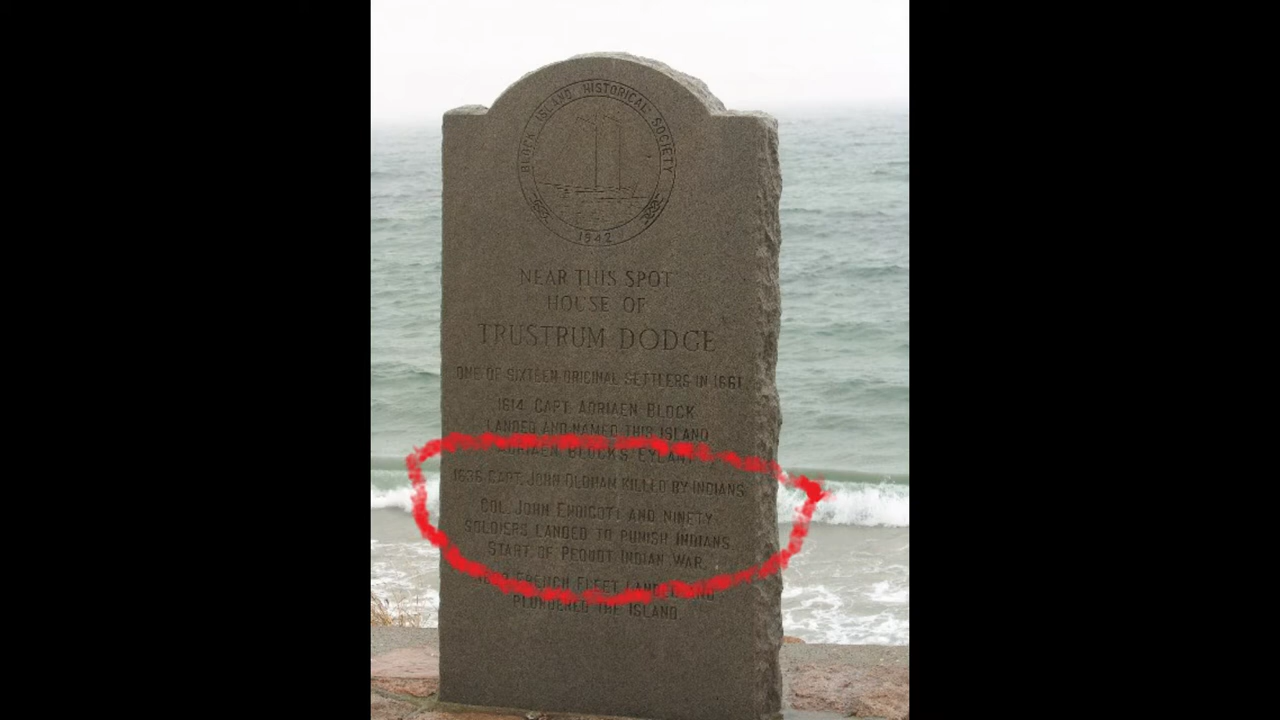 BLOCK ISLAND HISTORICAL SOCIETY
1942
NEAR THIS SPOT
HOUSE OF
TRUSTRUM DODGE
ONE OF SIXTEEN ORIGINAL SETTLERS IN 1661
1614 CAPT. ADRIAEN BLOCK
LANDED AND NAMED THIS ISLAND
ADRIAEN BLOCKS EYLANT
1636 CAPT. JOHN OLDHAM KILLED BY INDIANS
COL. JOHN ENDICOTT AND NINETY
SOLDIERS LANDED TO PUNISH INDIANS
START OF PEQUOT INDIAN WAR.
FRENCH FLEET LANDED AND
PLUNDERED THE ISLAND